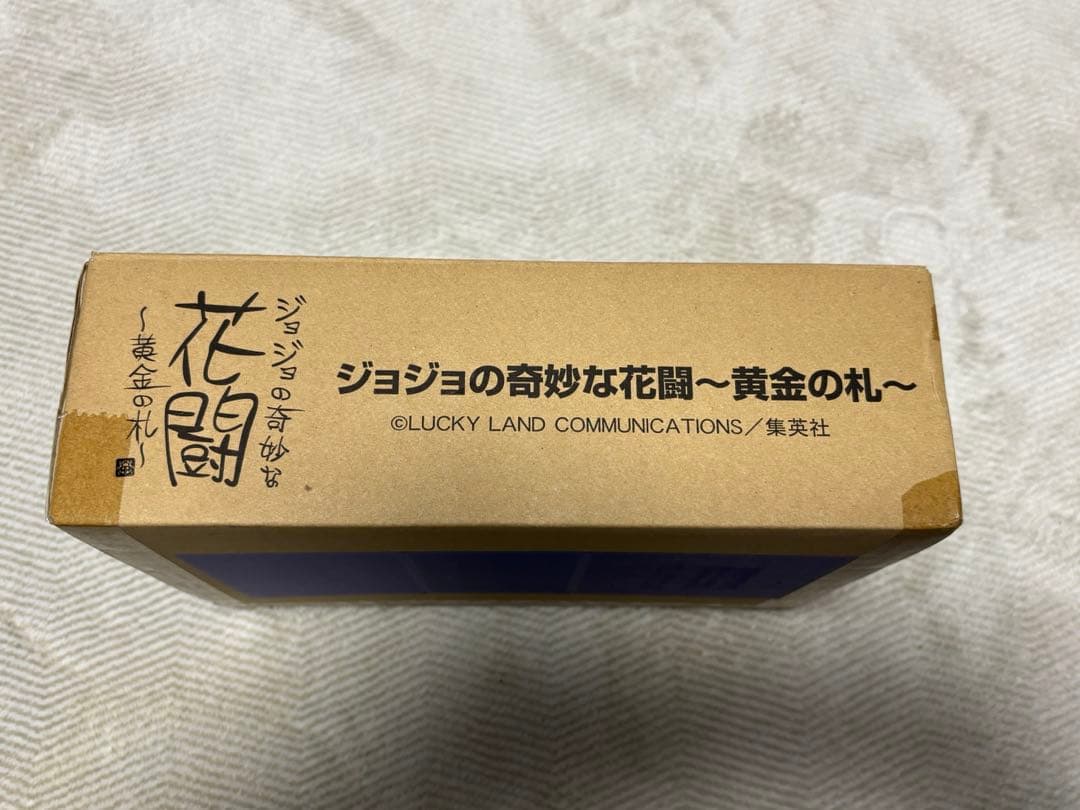 ジョジョの奇妙な
花闘
～黄金の札～
ジョジョの奇妙な花闘～黄金の札～
©LUCKY LAND COMMUNICATIONS／集英社